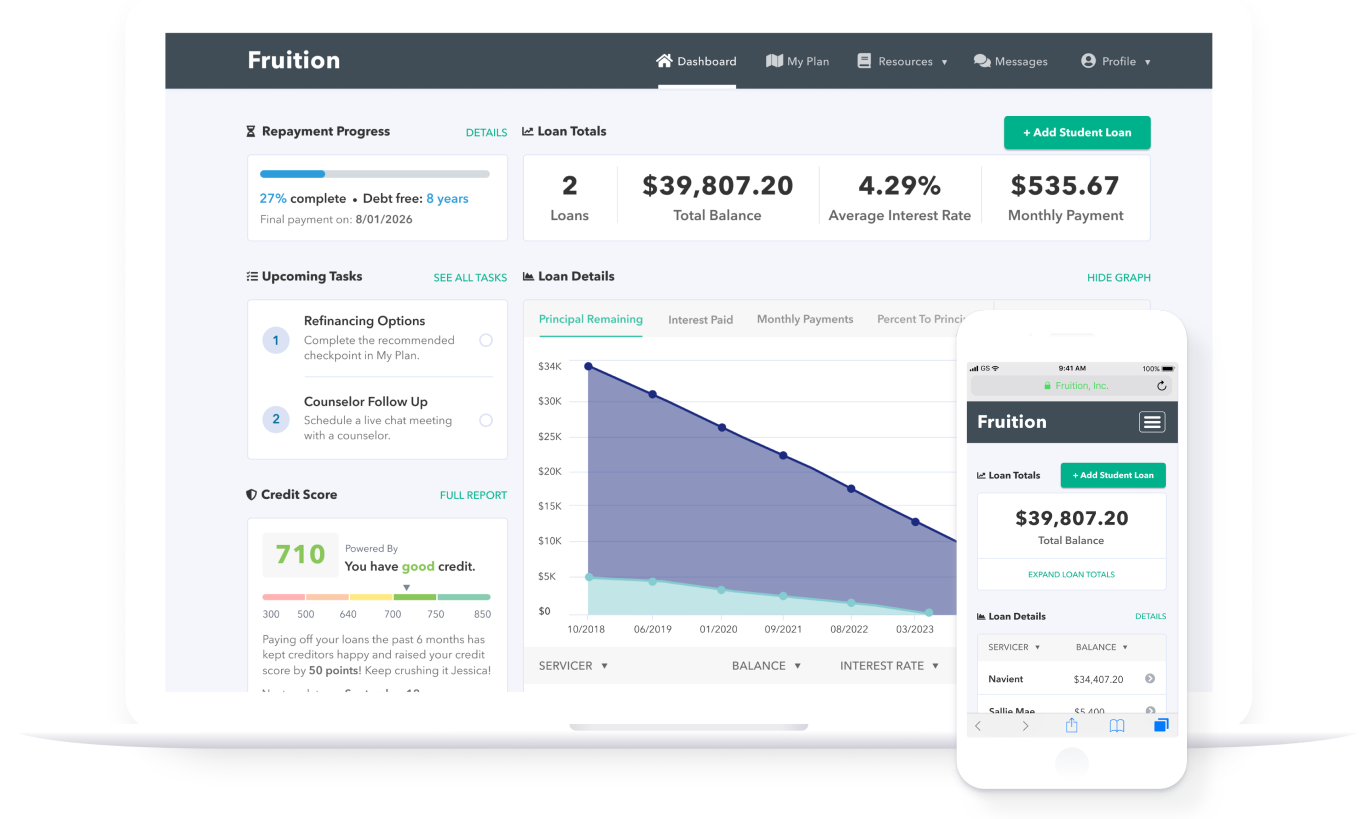 Fruition
Dashboard My Plan Resources ▼ Messages Profile ▼
Repayment Progress DETAILS
27% complete • Debt free: 8 years
Final payment on: 8/01/2026
Loan Totals + Add Student Loan
2 $39,807.20 4.29% $535.67
Loans Total Balance Average Interest Rate Monthly Payment
Upcoming Tasks SEE ALL TASKS
1 Refinancing Options
Complete the recommended
checkpoint in My Plan.
2 Counselor Follow Up
Schedule a live chat meeting
with a counselor.
Credit Score FULL REPORT
710 Powered By
You have good credit.
300 500 640 700 750 850
Paying off your loans the past 6 months has
kept creditors happy and raised your credit
score by 50 points! Keep crushing it Jessica!
Loan Details HIDE GRAPH
Principal Remaining Interest Paid Monthly Payments Percent To
$34K
$30K
$25K
$20K
$15K
$10K
$5K
$0
10/2018 06/2019 01/2020 09/2021 08/2022 03/2023
SERVICER ▼ BALANCE ▼ INTEREST RATE ▼
GS 9:41 AM 100%
Fruition, Inc.
Fruition
Loan Totals + Add Student Loan
$39,807.20
Total Balance
EXPAND LOAN TOTALS
Loan Details DETAILS
SERVICER ▼ BALANCE ▼
Navient $34,407.20
Sallie Mae $5,400